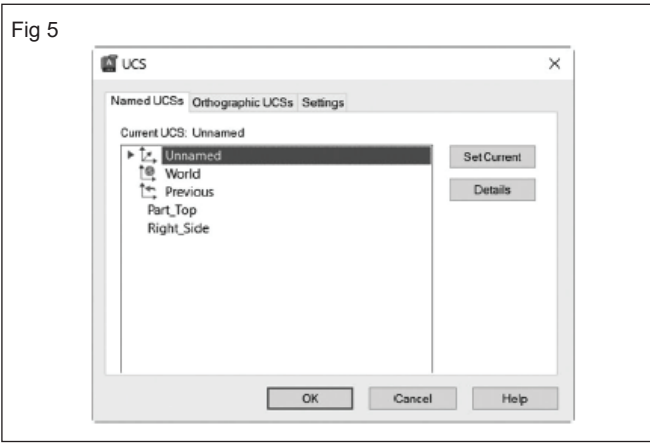 Fig 5
UCS
Named UCSs Orthographic UCSs Settings
Current UCS: Unnamed
Unnamed
World
Previous
Part_Top
Right_Side
Set Current
Details
OK Cancel Help